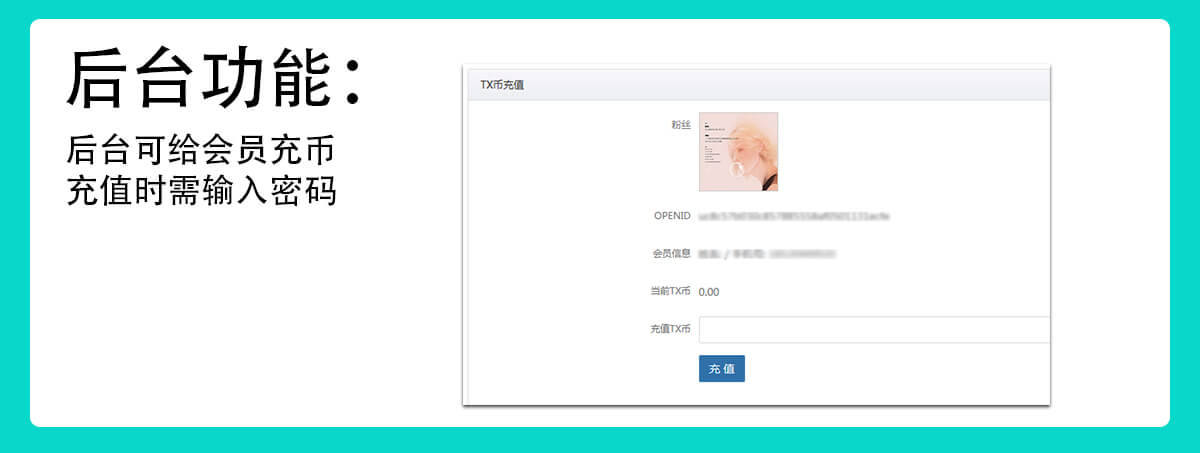 后台功能：
后台可给会员充币
充值时需输入密码
TX币充值
粉丝
OPENID
会员信息
当前TX币 0.00
充值TX币
充 值